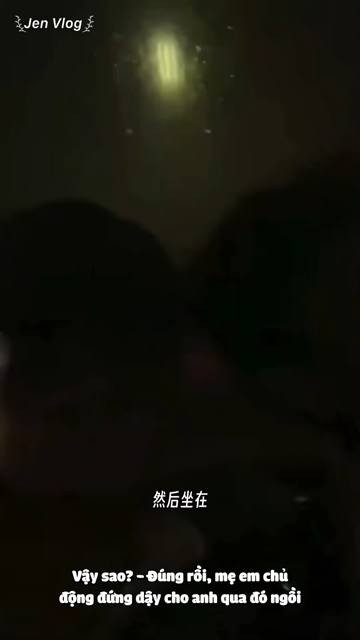 Jen Vlog
然后坐在
Vậy sao? - Đúng rồi, mẹ em chủ
động đứng dậy cho anh qua đó ngồi